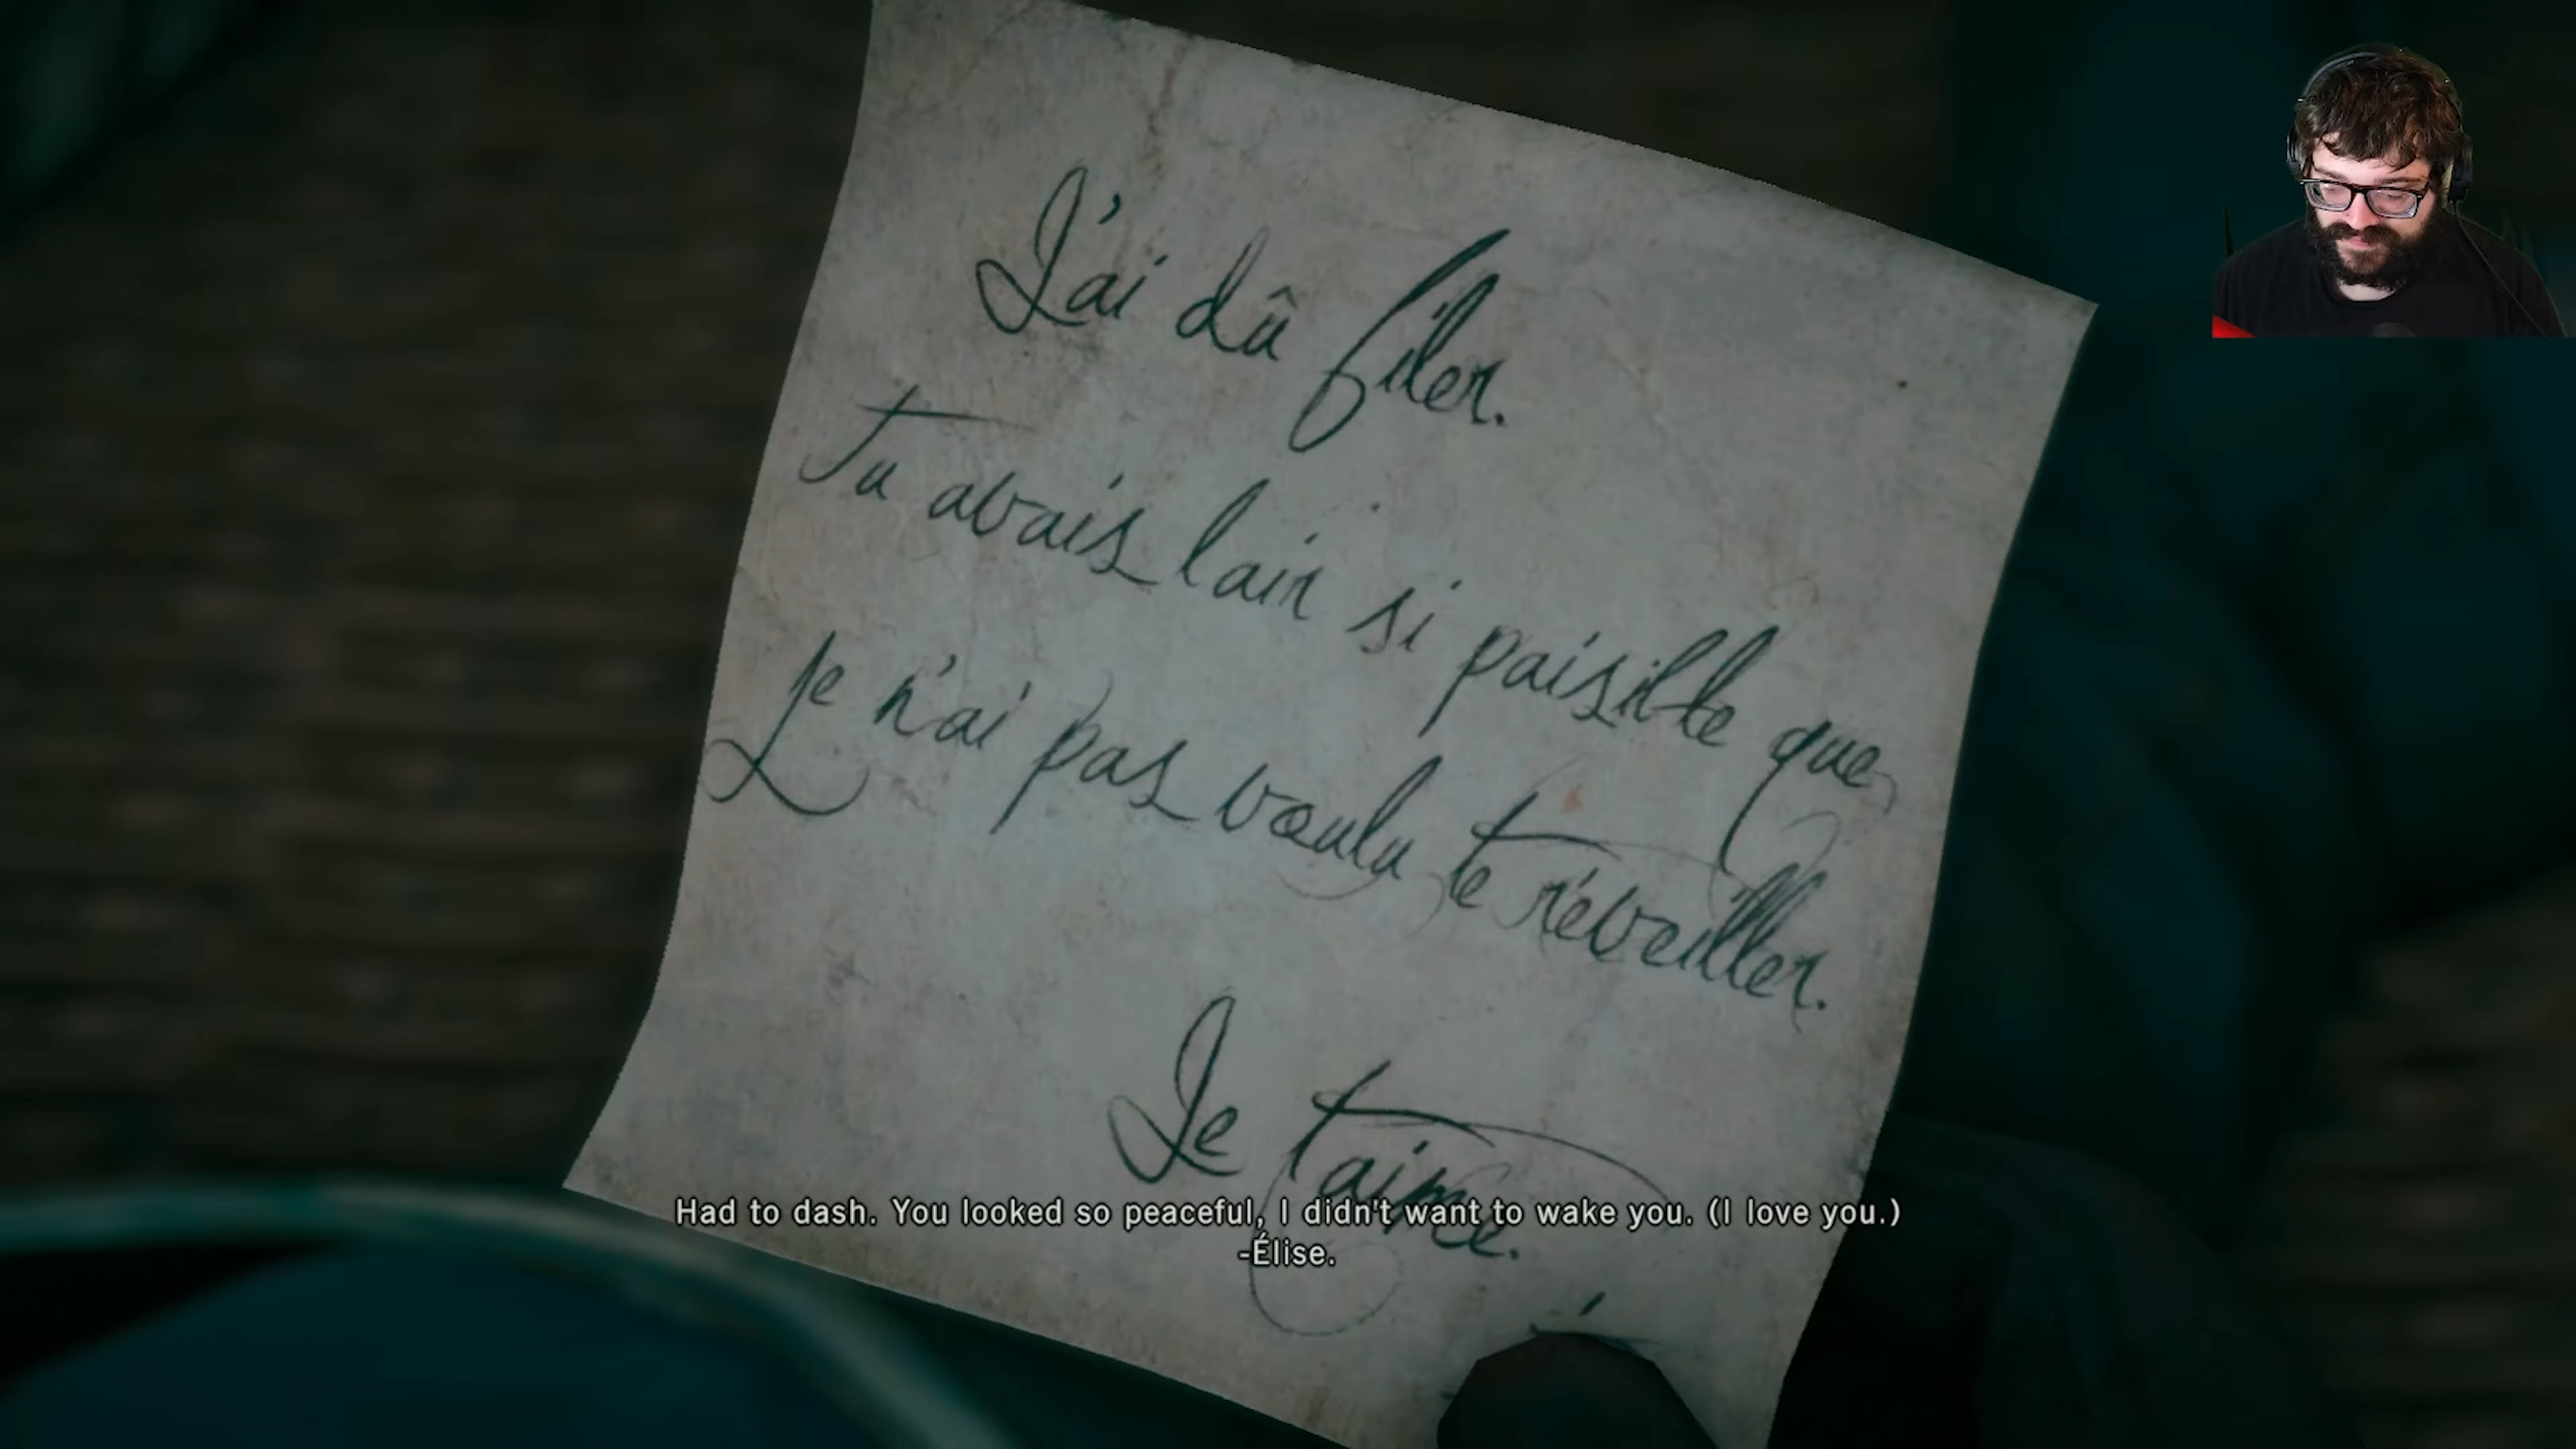 J'ai dû filer.
Tu avais l'air si paisible que
je n'ai pas voulu te réveiller.
Je t'aime.
Had to dash. You looked so peaceful, I didn't want to wake you. (I love you.)
-Élise.